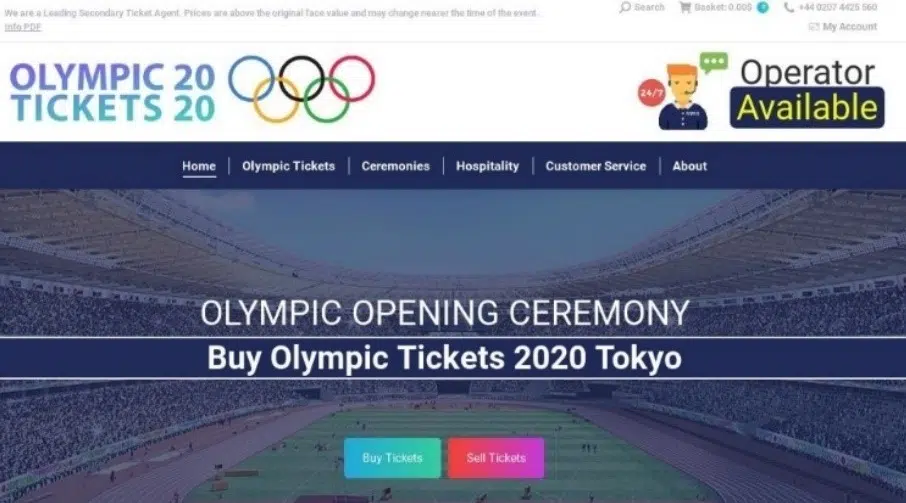 We are a Leading Secondary Ticket Agent. Prices are above the original face value and may change nearer the time of the event.
Info PDF
Search
Basket: 0.00$
+44 0207 4425 560
My Account
OLYMPIC 20
TICKETS 20
24/7
Operator
Available
Home
Olympic Tickets
Ceremonies
Hospitality
Customer Service
About
OLYMPIC OPENING CEREMONY
Buy Olympic Tickets 2020 Tokyo
Buy Tickets
Sell Tickets